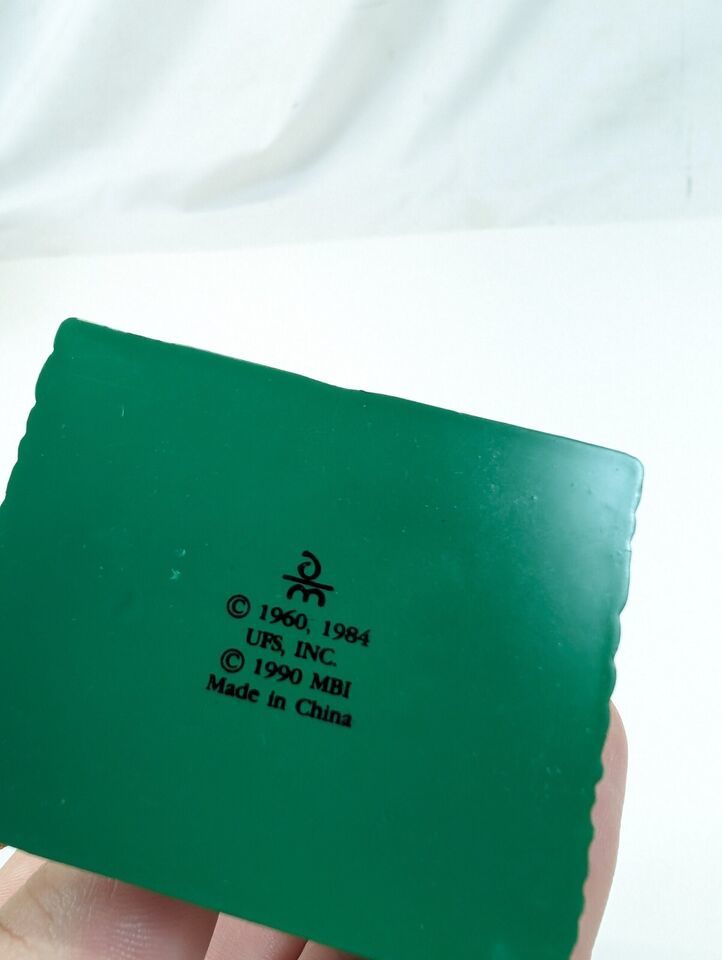 © 1960, 1984
UFS, INC.
© 1990 MBI
Made in China